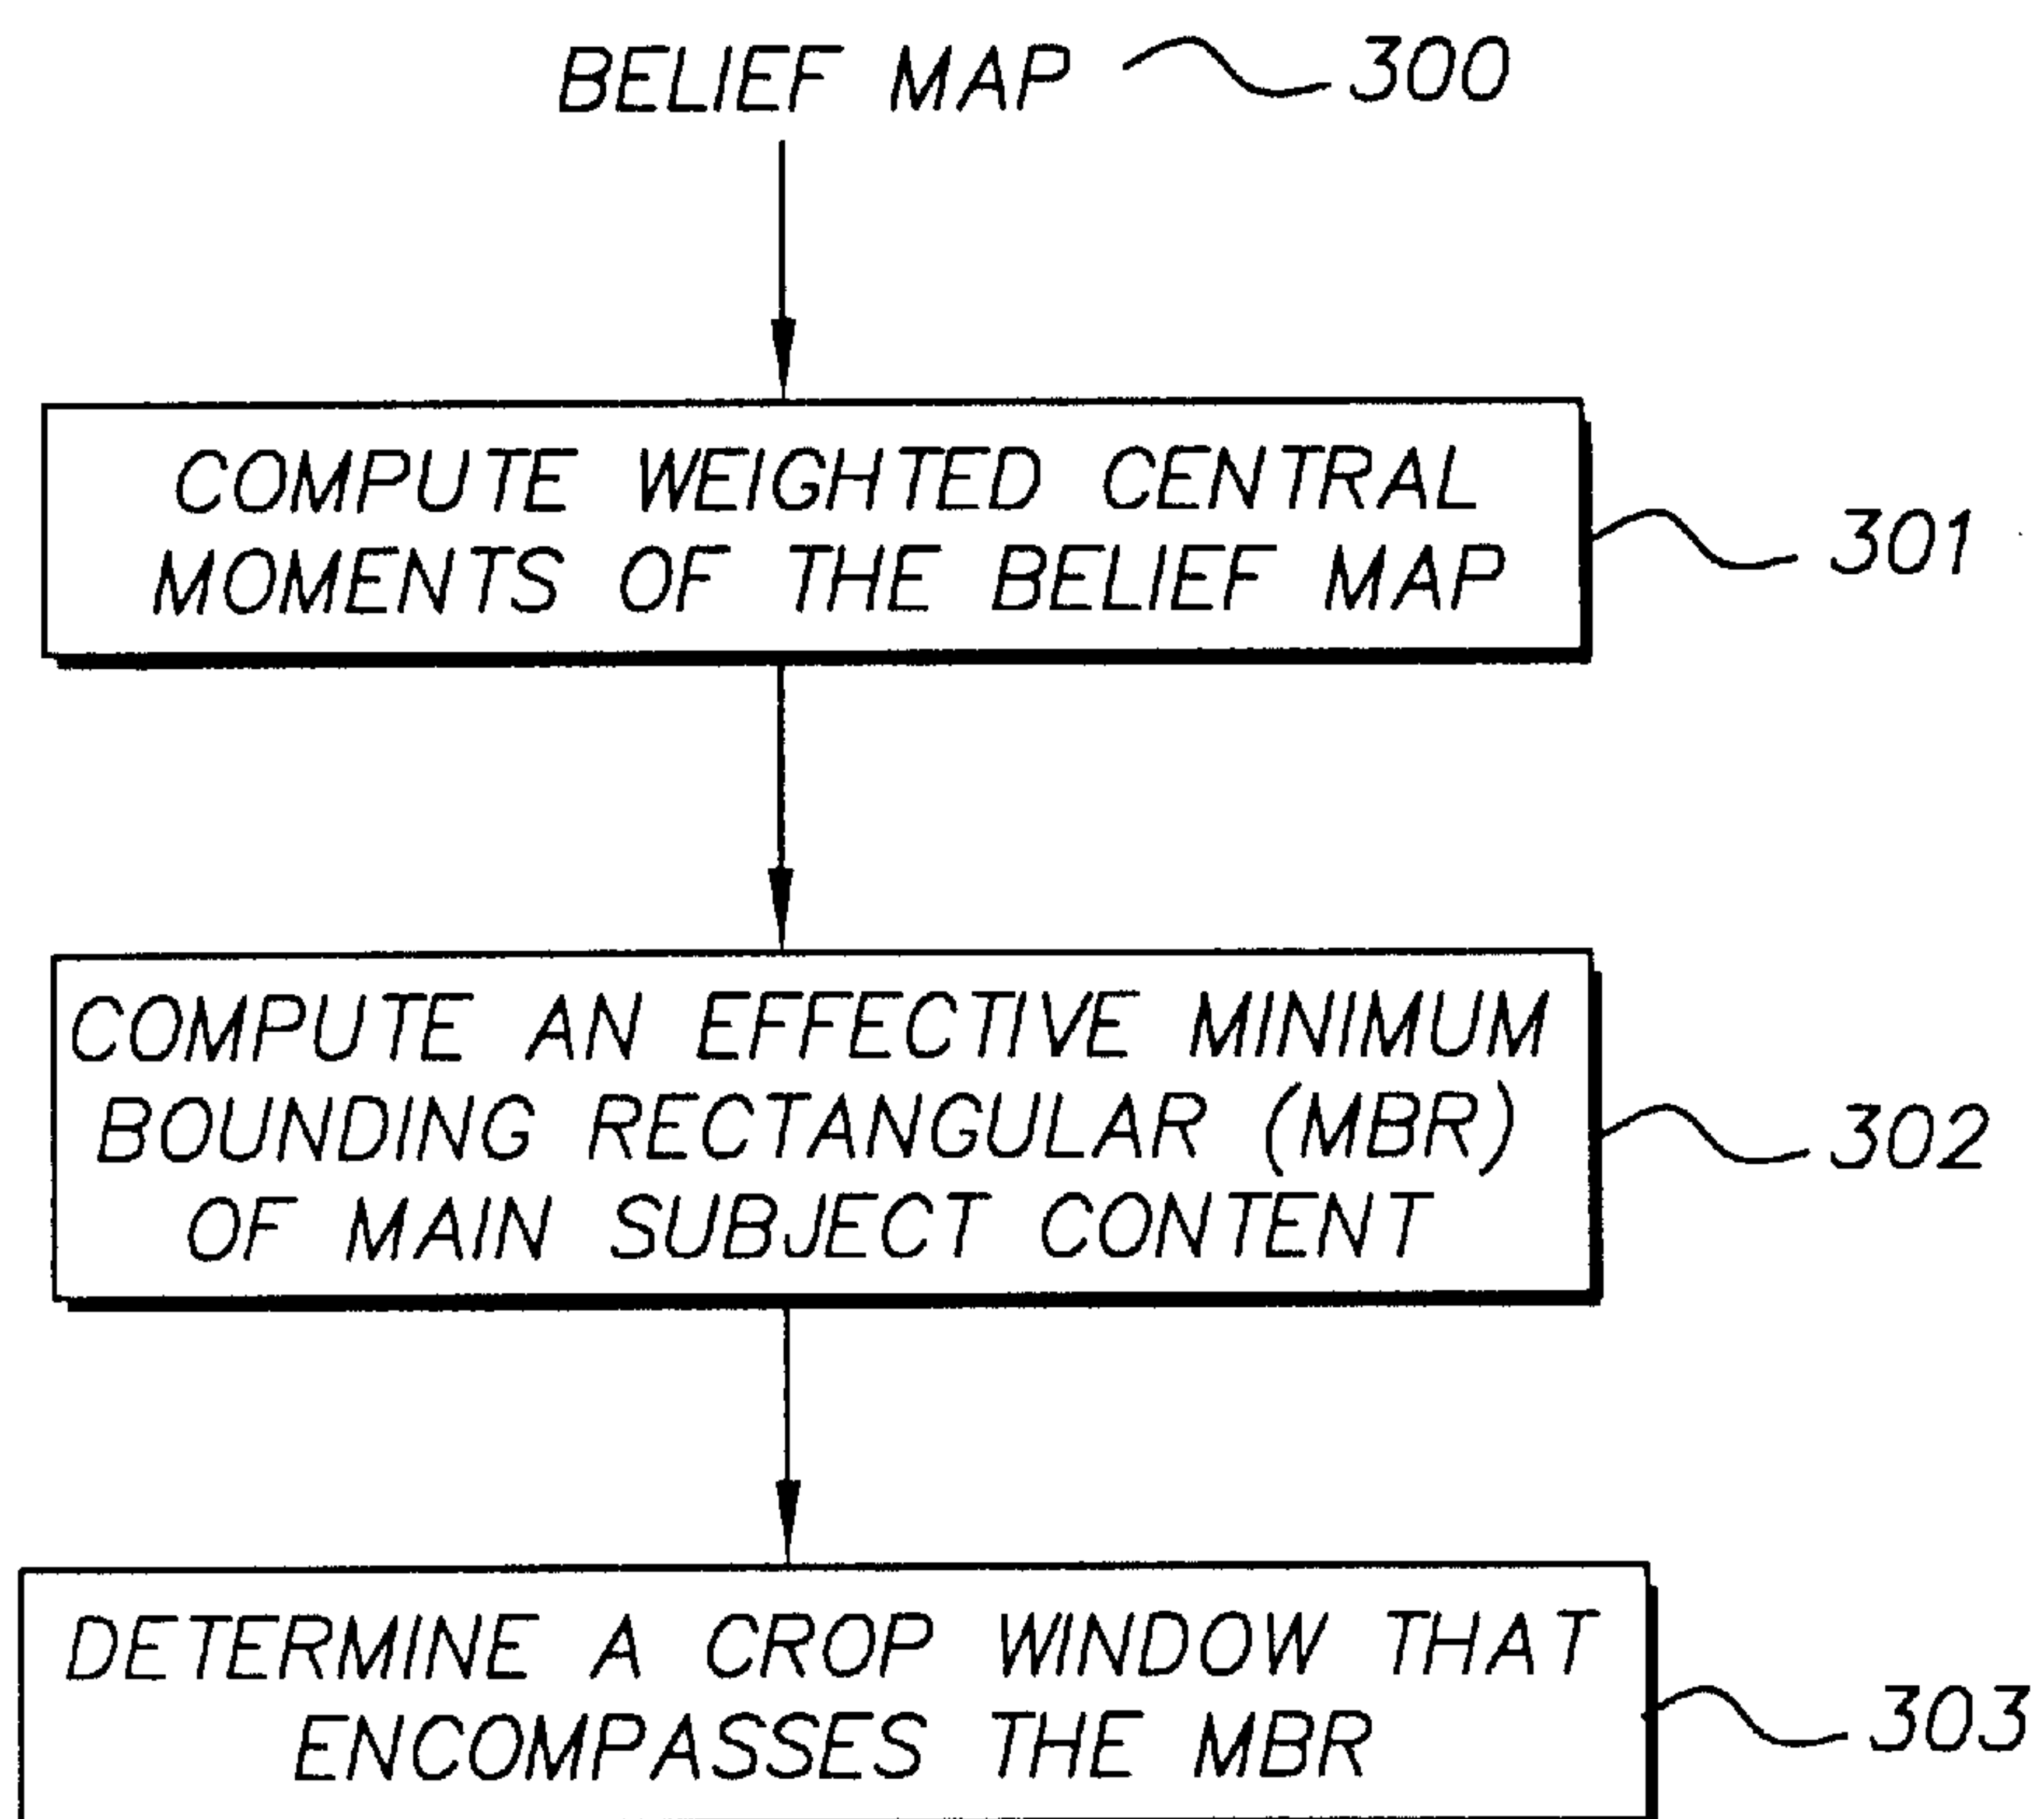 BELIEF MAP 300
COMPUTE WEIGHTED CENTRAL
MOMENTS OF THE BELIEF MAP
301
COMPUTE AN EFFECTIVE MINIMUM
BOUNDING RECTANGULAR (MBR)
OF MAIN SUBJECT CONTENT
302
DETERMINE A CROP WINDOW THAT
ENCOMPASSES THE MBR
303